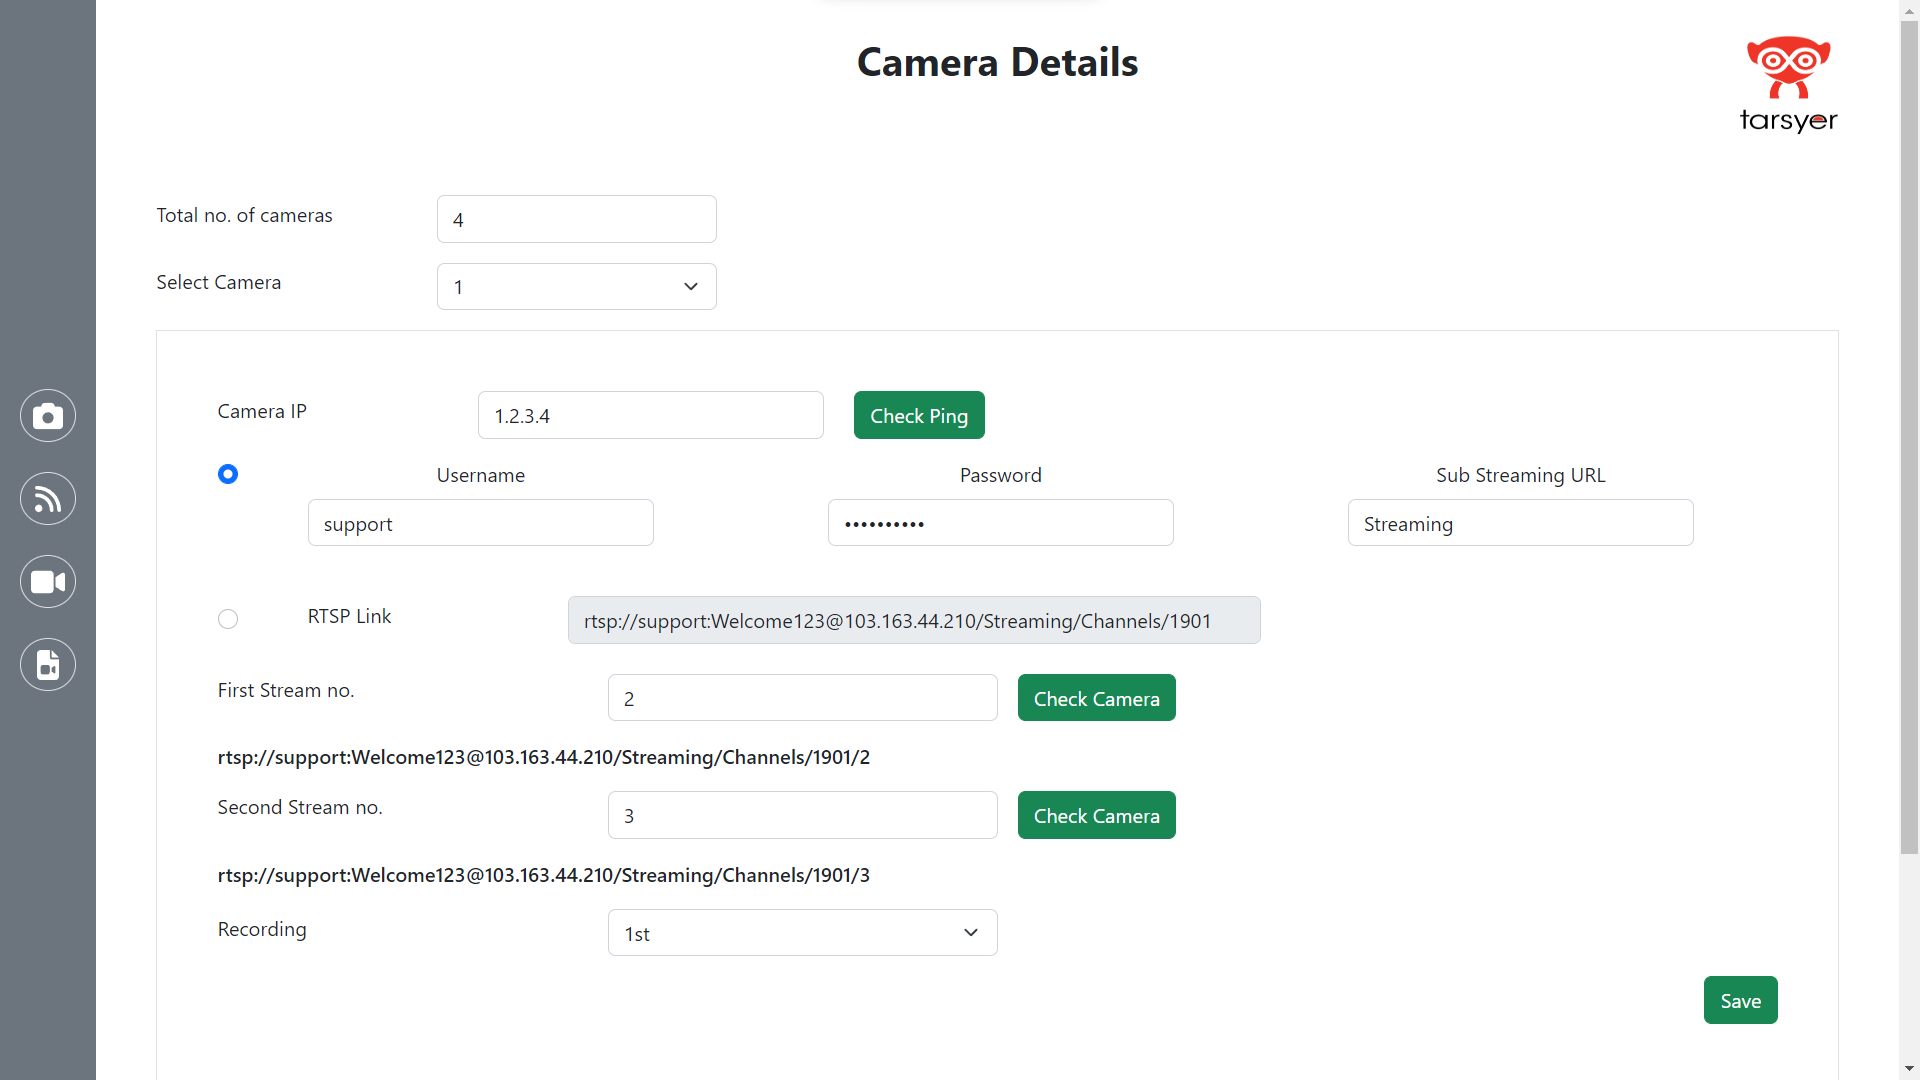 Camera Details
tarsyer
Total no. of cameras
4
Select Camera
1
Camera IP
1.2.3.4
Check Ping
Username
Password
Sub Streaming URL
support
••••••••••
Streaming
RTSP Link
rtsp://support:Welcome123@103.163.44.210/Streaming/Channels/1901
First Stream no.
2
Check Camera
rtsp://support:Welcome123@103.163.44.210/Streaming/Channels/1901/2
Second Stream no.
3
Check Camera
rtsp://support:Welcome123@103.163.44.210/Streaming/Channels/1901/3
Recording
1st
Save